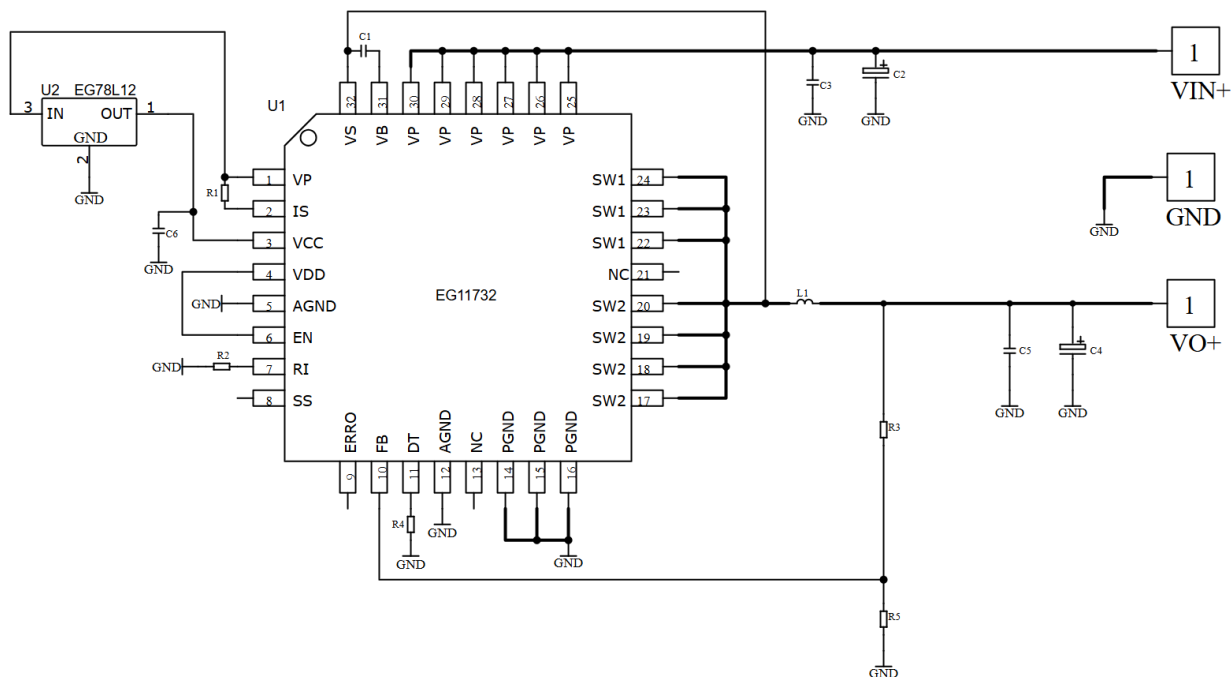 C1
U2 EG78L12
3 IN OUT 1
GND
2
GND
U1
32 31 30 29 28 27 26 25
VS VB VP VP VP VP VP VP
C3
C2
+
GND
GND
1
VIN+
R1
1 VP
2 IS
3 VCC
4 VDD
5 AGND
6 EN
7 RI
8 SS
C6
GND
GND
GND
R2
EG11732
SW1 24
SW1 23
SW1 22
NC 21
SW2 20
SW2 19
SW2 18
SW2 17
1
GND
GND
L1
1
VO+
C5
C4
+
GND
GND
R3
ERRO FB DT AGND NC PGND PGND PGND
9 10 11 12 13 14 15 16
R4
GND
GND
GND
R5
GND